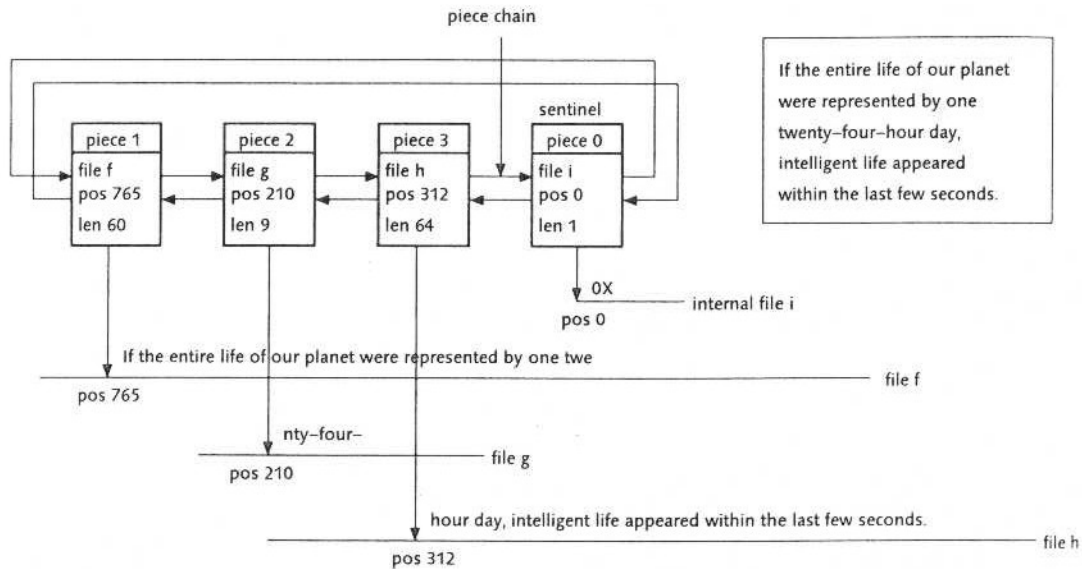 piece chain
If the entire life of our planet
were represented by one
twenty–four–hour day,
intelligent life appeared
within the last few seconds.
sentinel
piece 1
file f
pos 765
len 60
piece 2
file g
pos 210
len 9
piece 3
file h
pos 312
len 64
piece 0
file i
pos 0
len 1
0X
internal file i
pos 0
If the entire life of our planet were represented by one twe
file f
pos 765
nty–four–
file g
pos 210
hour day, intelligent life appeared within the last few seconds.
file h
pos 312